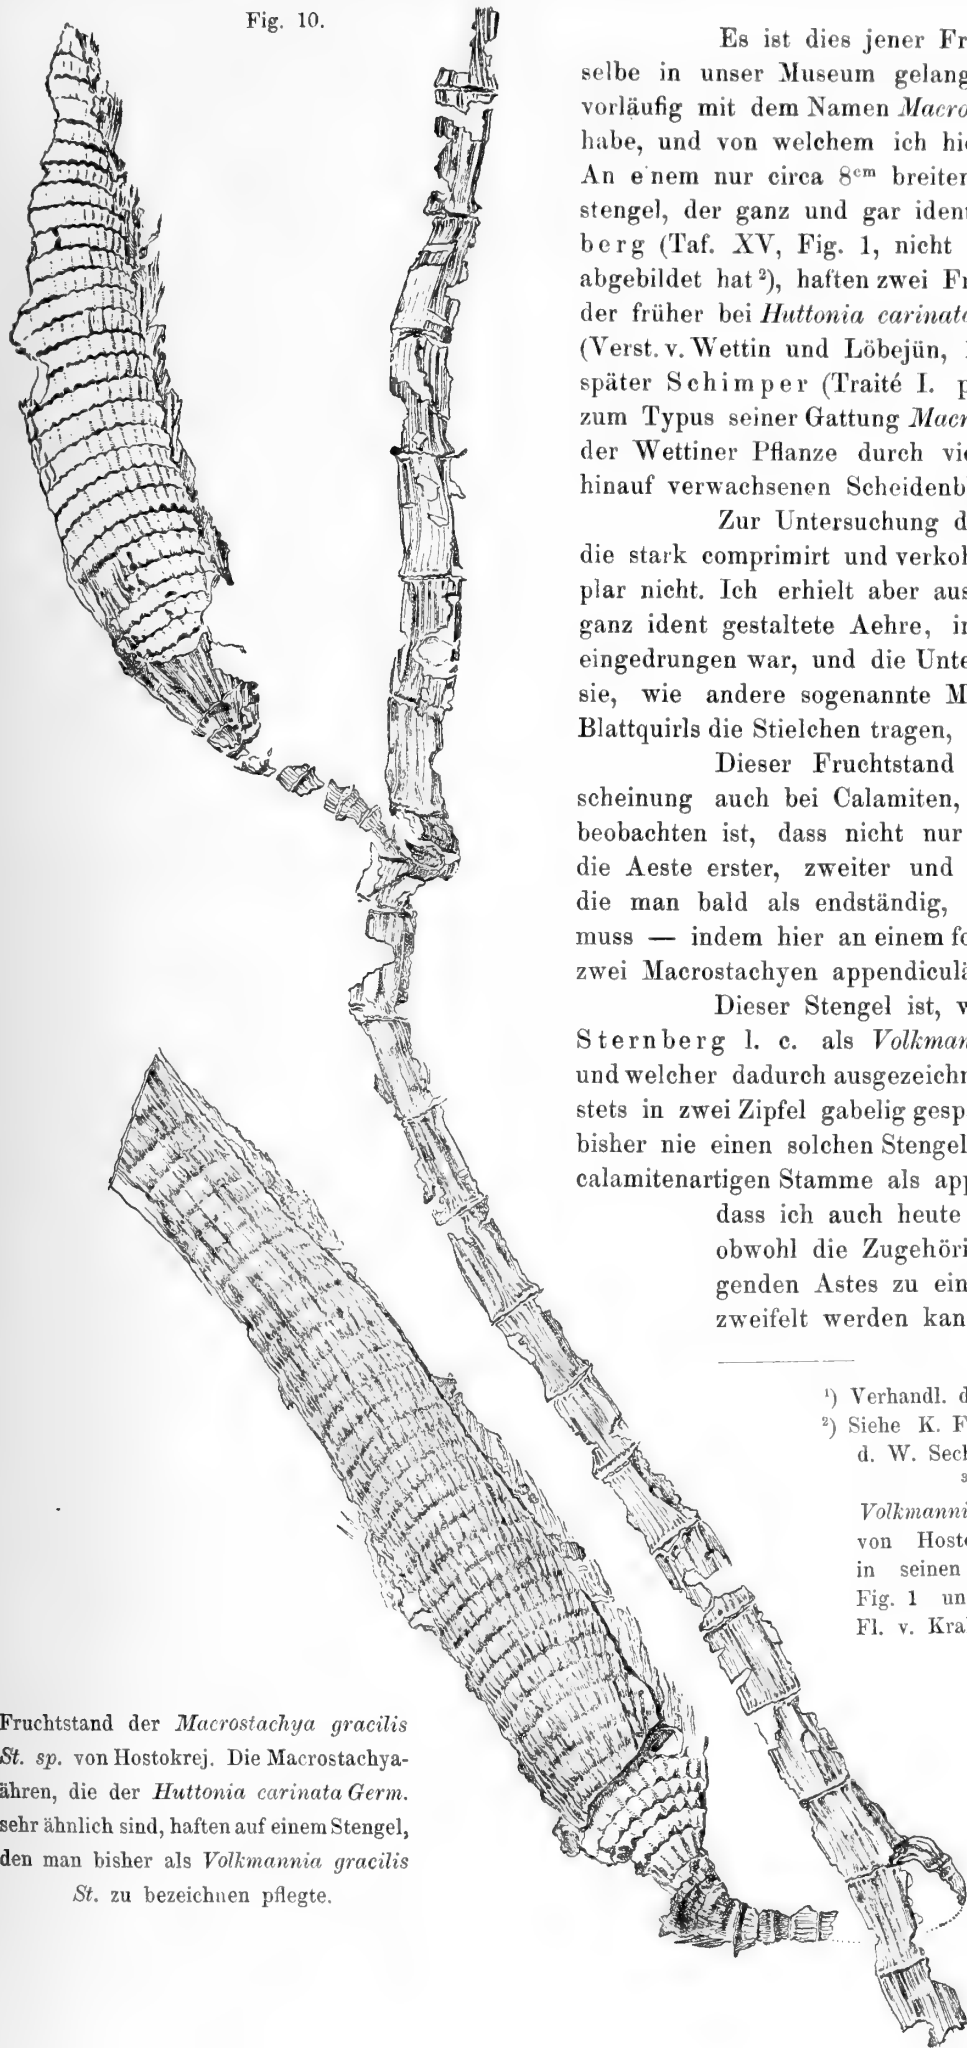 Fig. 10.
Es ist dies jener Fr
selbe in unser Museum gelang
vorläufig mit dem Namen Macro
habe, und von welchem ich hie
An e nem nur circa 8cm breiten
stengel, der ganz und gar ident
berg (Taf. XV, Fig. 1, nicht
abgebildet hat ²), haften zwei Fr
der früher bei Huttonia carinata
(Verst. v. Wettin und Löbejün,
später Schimper (Traité I. p
zum Typus seiner Gattung Macr
der Wettiner Pflanze durch vie
hinauf verwachsenen Scheidenb
Zur Untersuchung d
die stark comprimirt und verkoh
plar nicht. Ich erhielt aber aus
ganz ident gestaltete Aehre, in
eingedrungen war, und die Unte
sie, wie andere sogenannte M
Blattquirls die Stielchen tragen,
Dieser Fruchtstand
scheinung auch bei Calamiten,
beobachten ist, dass nicht nur
die Aeste erster, zweiter und
die man bald als endständig,
muss — indem hier an einem fo
zwei Macrostachyen appendiculä
Dieser Stengel ist, w
Sternberg l. c. als Volkman
und welcher dadurch ausgezeichn
stets in zwei Zipfel gabelig gesp
bisher nie einen solchen Stengel
calamitenartigen Stamme als app
dass ich auch heute
obwohl die Zugehöri
genden Astes zu ein
zweifelt werden kan
¹) Verhandl. d
²) Siehe K. F
d. W. Sech
s
Volkmanni
von Hosto
in seinen
Fig. 1 un
Fl. v. Kra
Fruchtstand der Macrostachya gracilis
St. sp. von Hostokrej. Die Macrostachya-
ähren, die der Huttonia carinata Germ.
sehr ähnlich sind, haften auf einem Stengel,
den man bisher als Volkmannia gracilis
St. zu bezeichnen pflegte.